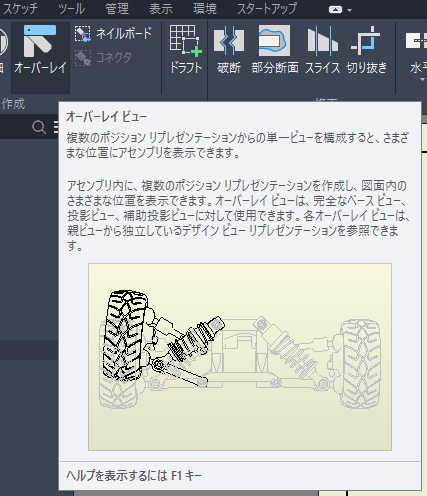 スケッチ ツール 管理 表示 環境 スタートアップ
オーバーレイ ネイルボード コネクタ ドラフト 破断 部分断面 スライス 切り抜き 水平
作成
オーバーレイ ビュー
複数のポジション リプレゼンテーションからの単一ビューを構成すると、さまざ
まな位置にアセンブリを表示できます。
アセンブリ内に、複数のポジション リプレゼンテーションを作成し、図面内の
さまざまな位置を表示できます。オーバーレイ ビューは、完全なベース ビュー、
投影ビュー、補助投影ビューに対して使用できます。各オーバーレイ ビューは、
親ビューから独立しているデザイン ビュー リプレゼンテーションを参照できま
す。
ヘルプを表示するには F1 キー